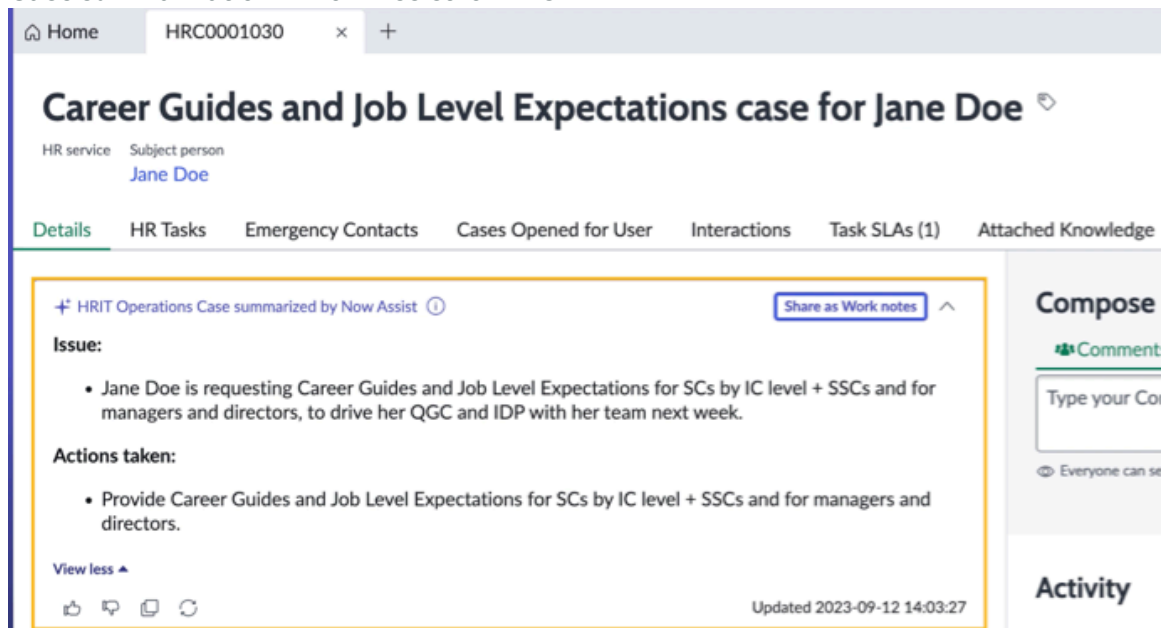 Home HRC0001030 × +
Career Guides and Job Level Expectations case for Jane Doe
HR service Subject person
Jane Doe
Details HR Tasks Emergency Contacts Cases Opened for User Interactions Task SLAs (1) Attached Knowledge
HRIT Operations Case summarized by Now Assist
Share as Work notes
Issue:
• Jane Doe is requesting Career Guides and Job Level Expectations for SCs by IC level + SSCs and for
managers and directors, to drive her QGC and IDP with her team next week.
Actions taken:
• Provide Career Guides and Job Level Expectations for SCs by IC level + SSCs and for managers and
directors.
View less
Updated 2023-09-12 14:03:27
Compose
Comment
Type your
Everyone can
Activity